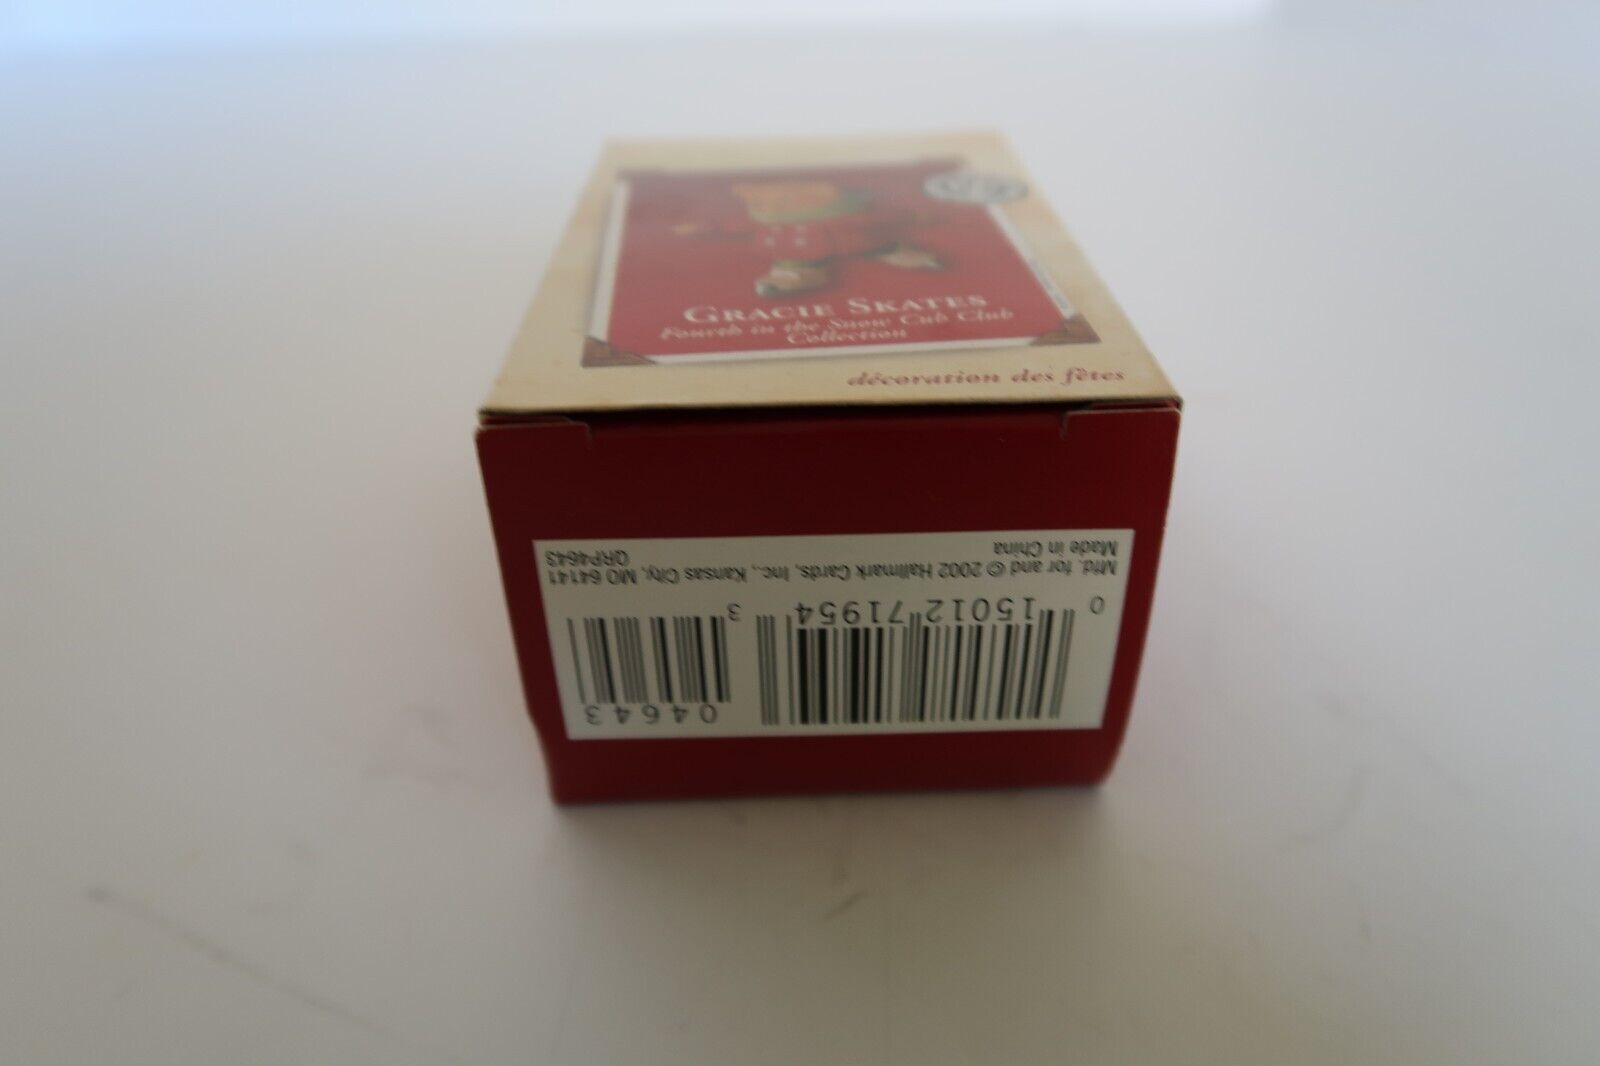 GRACIE SKATES
Fourth in the Snow Cub Club
Collection
décoration des fêtes
04643
0 15012 71954 3
Mfd. for and © 2002 Hallmark Cards, Inc., Kansas City, MO 64141
Made in China QRP4643